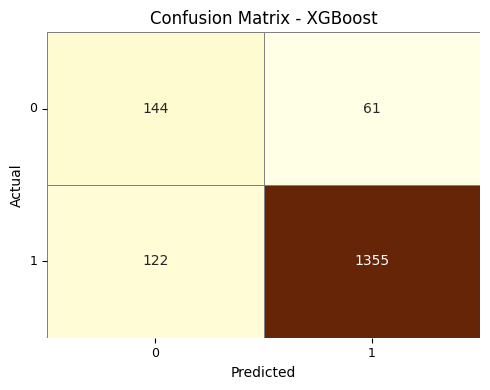 Confusion Matrix - XGBoost
Actual
0
144
61
1
122
1355
0
1
Predicted